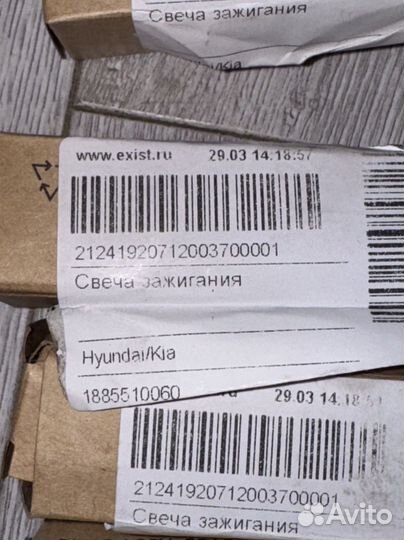 Свеча зажигания
/Kia
www.exist.ru 29.03 14.18:57
21241920712003700001
Свеча зажигания
Hyundai/Kia
1885510060
29.03 14.18
21241920712003700001
Свеча зажигания
Avito